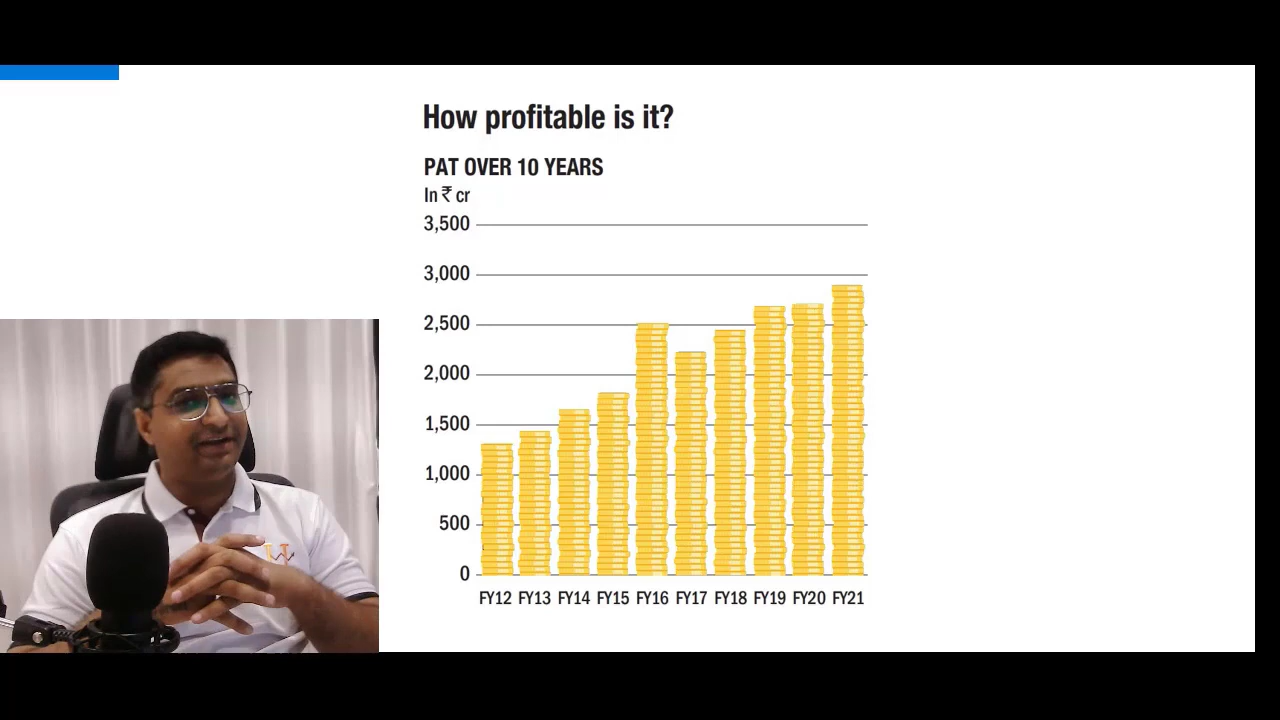 How profitable is it?
PAT OVER 10 YEARS
In ₹ cr
3,500
3,000
2,500
2,000
1,500
1,000
500
0
FY12 FY13 FY14 FY15 FY16 FY17 FY18 FY19 FY20 FY21